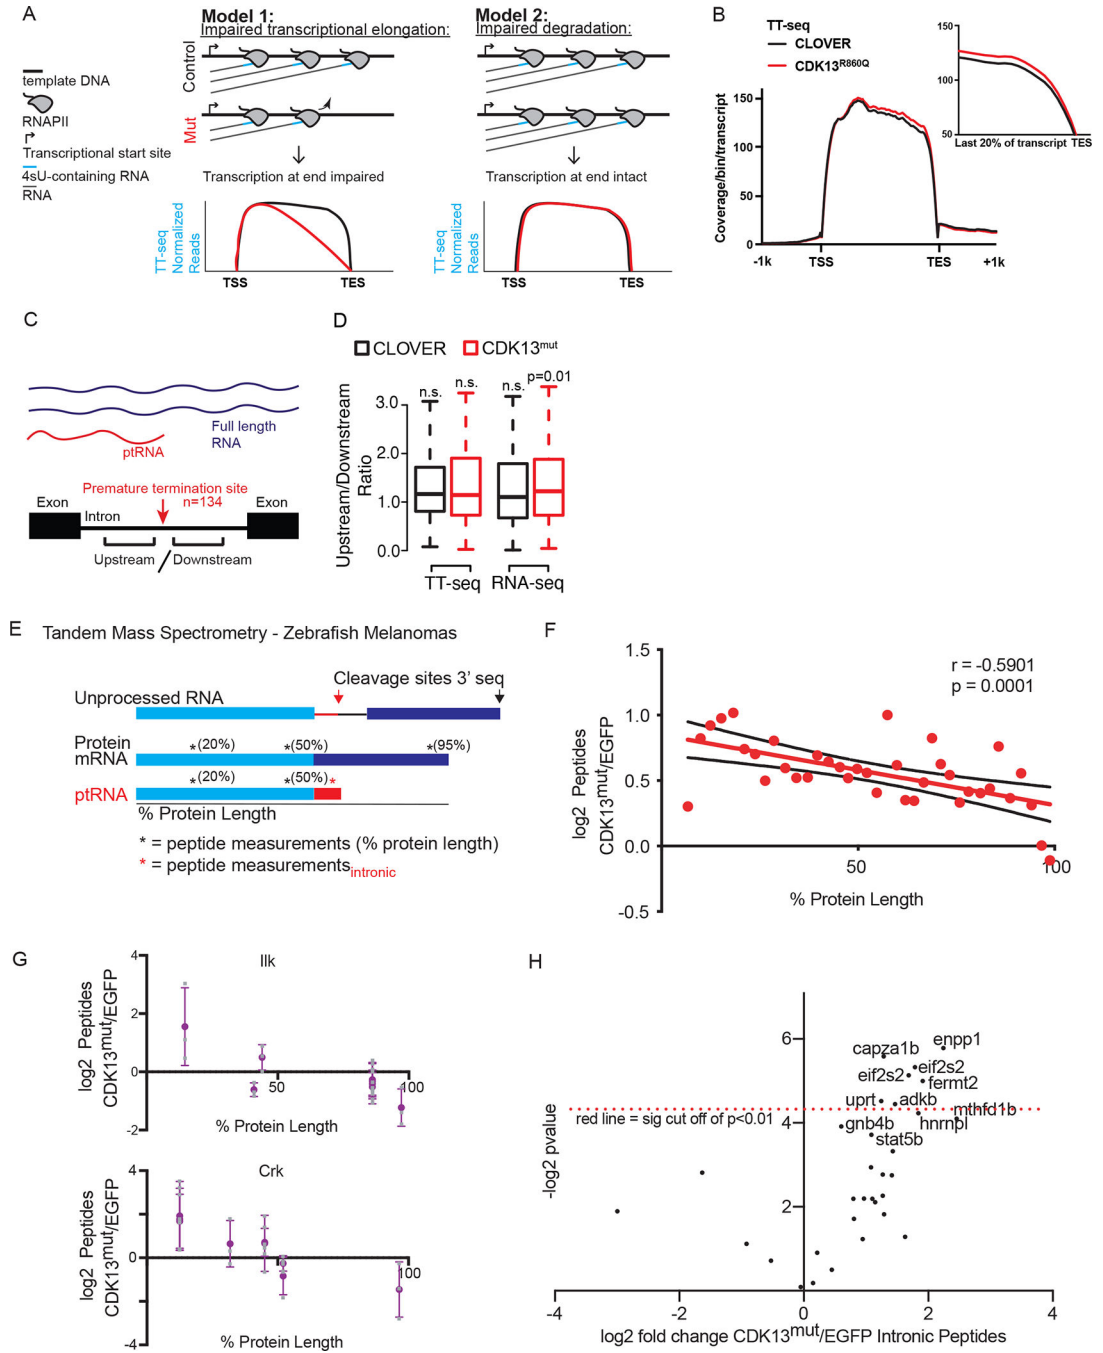 A
Model 1:
Impaired transcriptional elongation:
Model 2:
Impaired degradation:
Control
Mut
template DNA
RNAPII
Transcriptional start site
4sU-containing RNA
RNA
Transcription at end impaired
Transcription at end intact
TT-seq
Normalized
Reads
TSS
TES
TT-seq
Normalized
Reads
TSS
TES
B
TT-seq
CLOVER
CDK13R860Q
Coverage/bin/transcript
150
100
50
0
-1k
TSS
TES
+1k
150
100
50
Last 20% of transcript
TES
C
Full length
RNA
ptRNA
Premature termination site
n=134
Exon
Intron
Exon
Upstream
Downstream
D
CLOVER
CDK13mut
n.s.
n.s.
n.s.
p=0.01
Upstream/Downstream
Ratio
3.0
2.0
1.0
0.0
TT-seq
RNA-seq
E
Tandem Mass Spectrometry - Zebrafish Melanomas
Cleavage sites 3' seq
Unprocessed RNA
Protein
mRNA
*(20%)
*(50%)
*(95%)
ptRNA
*(20%)
*(50%)*
% Protein Length
* = peptide measurements (% protein length)
* = peptide measurementsintronic
F
log2 Peptides
CDK13mut/EGFP
1.5
1.0
0.5
0.0
-0.5
r = -0.5901
p = 0.0001
50
100
% Protein Length
G
Ilk
log2 Peptides
CDK13mut/EGFP
4
2
0
-2
50
100
% Protein Length
Crk
log2 Peptides
CDK13mut/EGFP
4
0
-4
100
% Protein Length
H
-log2 pvalue
6
4
2
enpp1
capza1b
eif2s2
eif2s2
fermt2
uprt
adkb
mthfd1b
hnrnpl
gnb4b
stat5b
red line = sig cut off of p<0.01
-4
-2
0
2
4
log2 fold change CDK13mut/EGFP Intronic Peptides